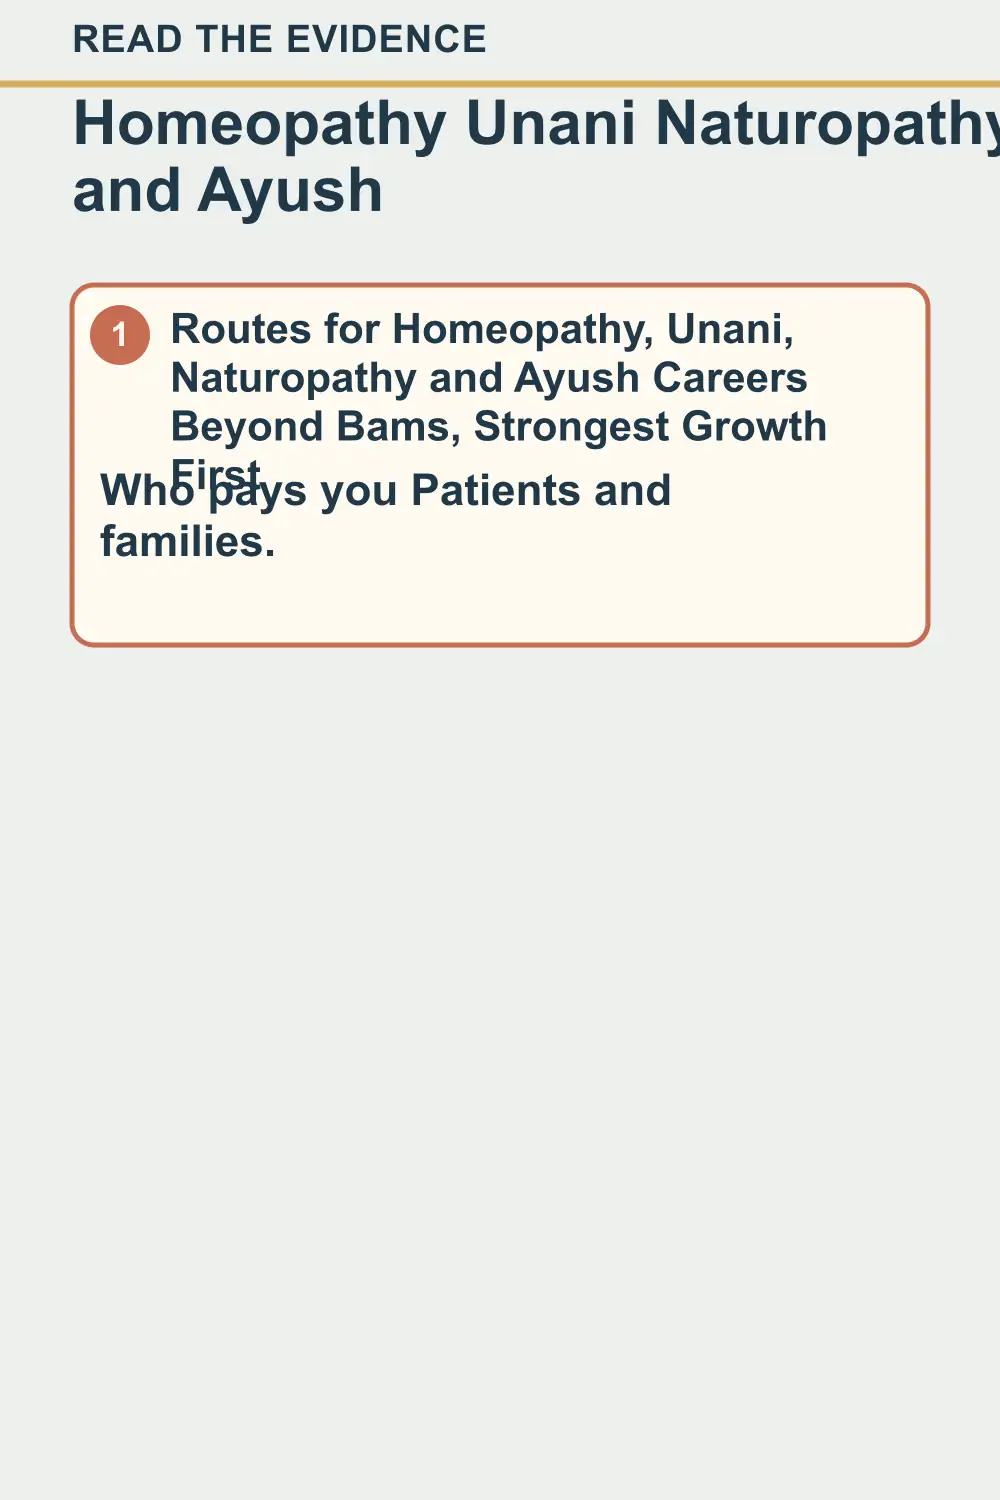 READ THE EVIDENCE
Homeopathy Unani Naturopathy
and Ayush
1
Routes for Homeopathy, Unani,
Naturopathy and Ayush Careers
Beyond Bams, Strongest Growth
First
Who pays you Patients and
families.